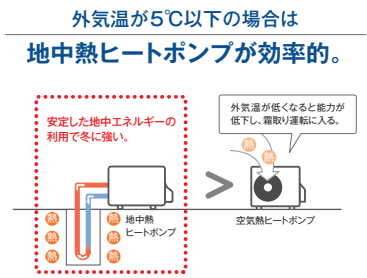 外気温が5℃以下の場合は
地中熱ヒートポンプが効率的。
安定した地中エネルギーの
利用で冬に強い。
外気温が低くなると能力が
低下し、霜取り運転に入る。
熱
熱
>
熱 熱
熱 熱
熱 熱
地中熱
ヒートポンプ
空気熱ヒートポンプ